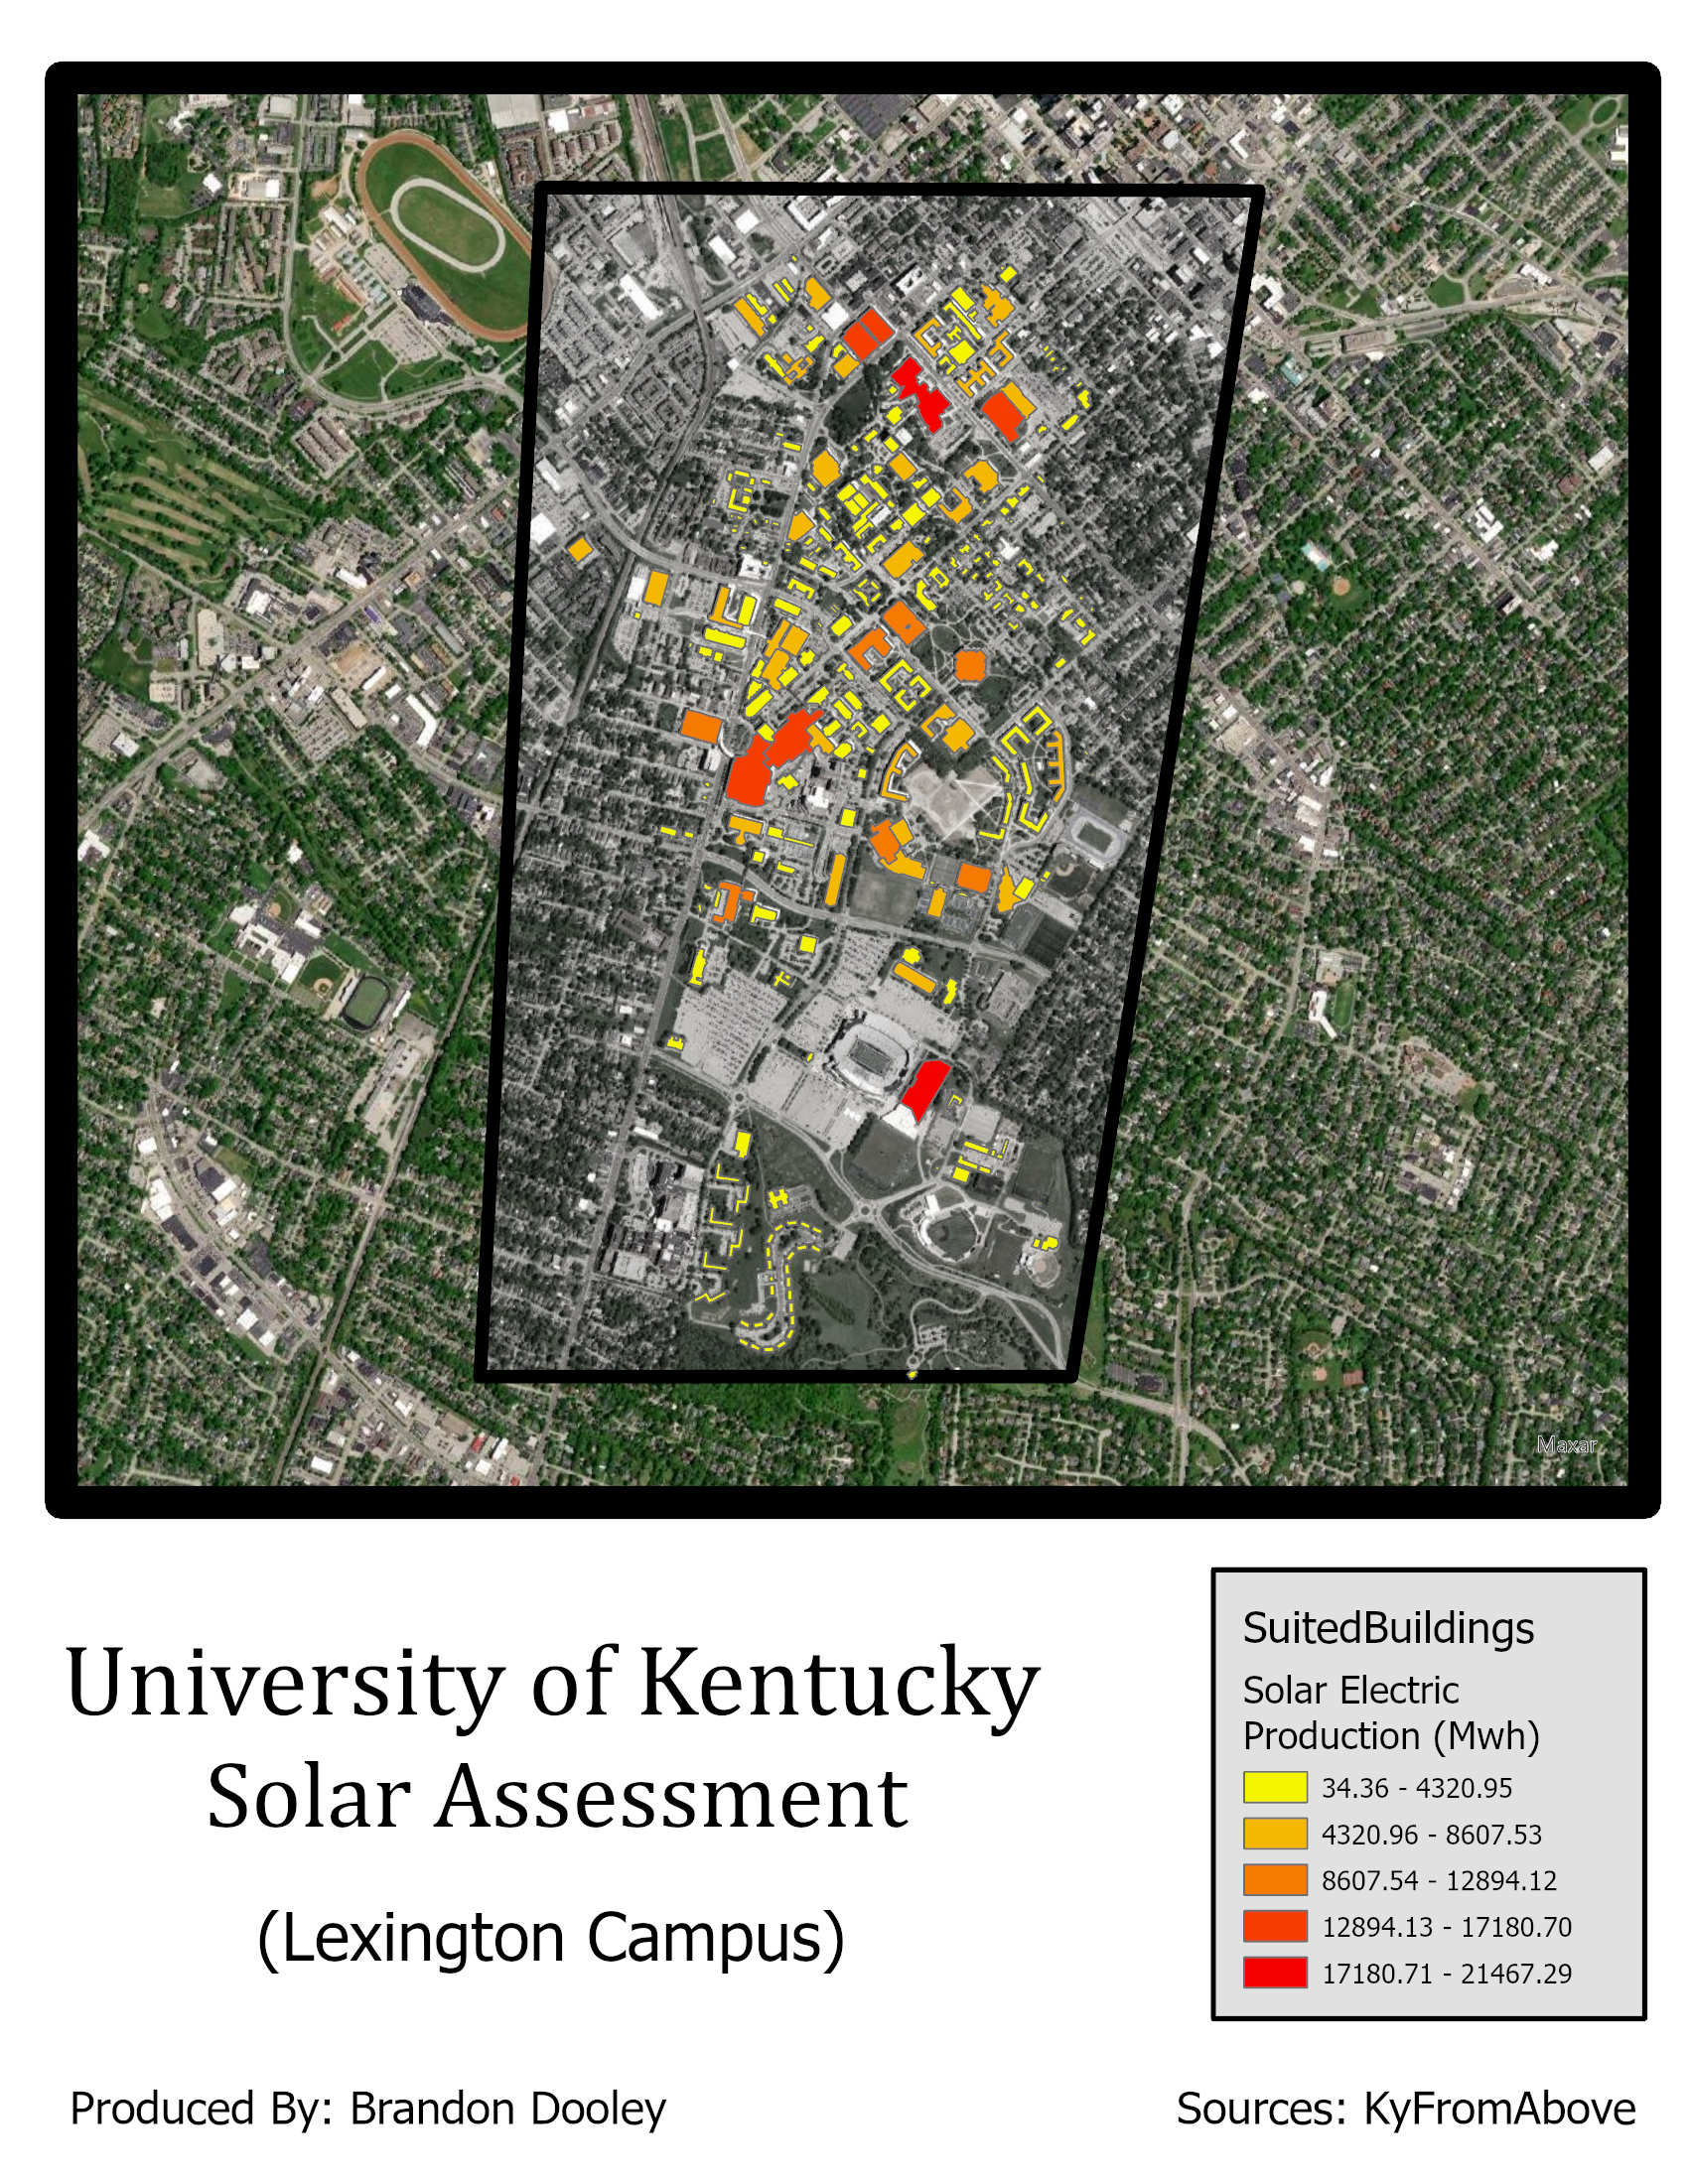 Maxar
University of Kentucky
Solar Assessment
(Lexington Campus)
SuitedBuildings
Solar Electric
Production (Mwh)
34.36 - 4320.95
4320.96 - 8607.53
8607.54 - 12894.12
12894.13 - 17180.70
17180.71 - 21467.29
Produced By: Brandon Dooley
Sources: KyFromAbove